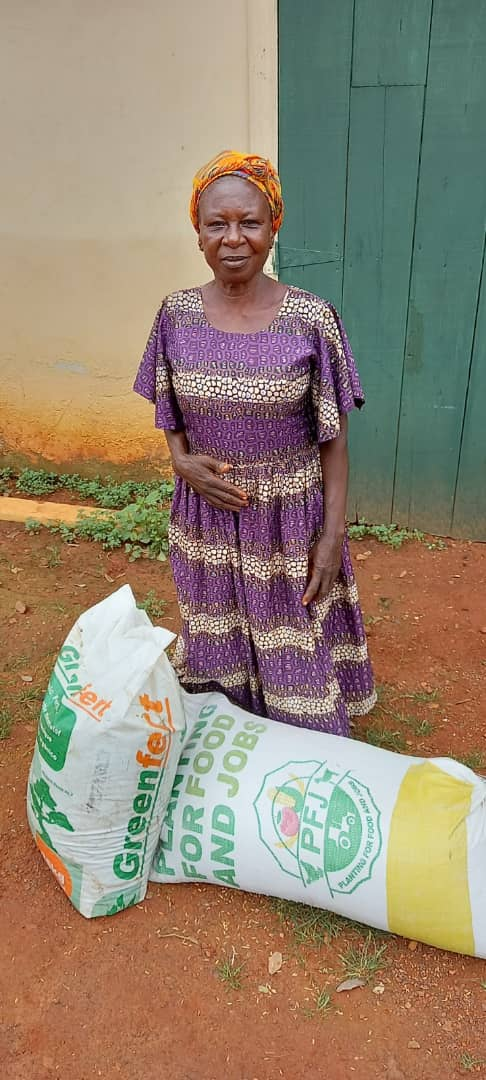 Greenfert
Greenfert
PLANTING
FOR FOOD
AND JOBS
PFJ
PLANTING FOR FOOD AND JOBS